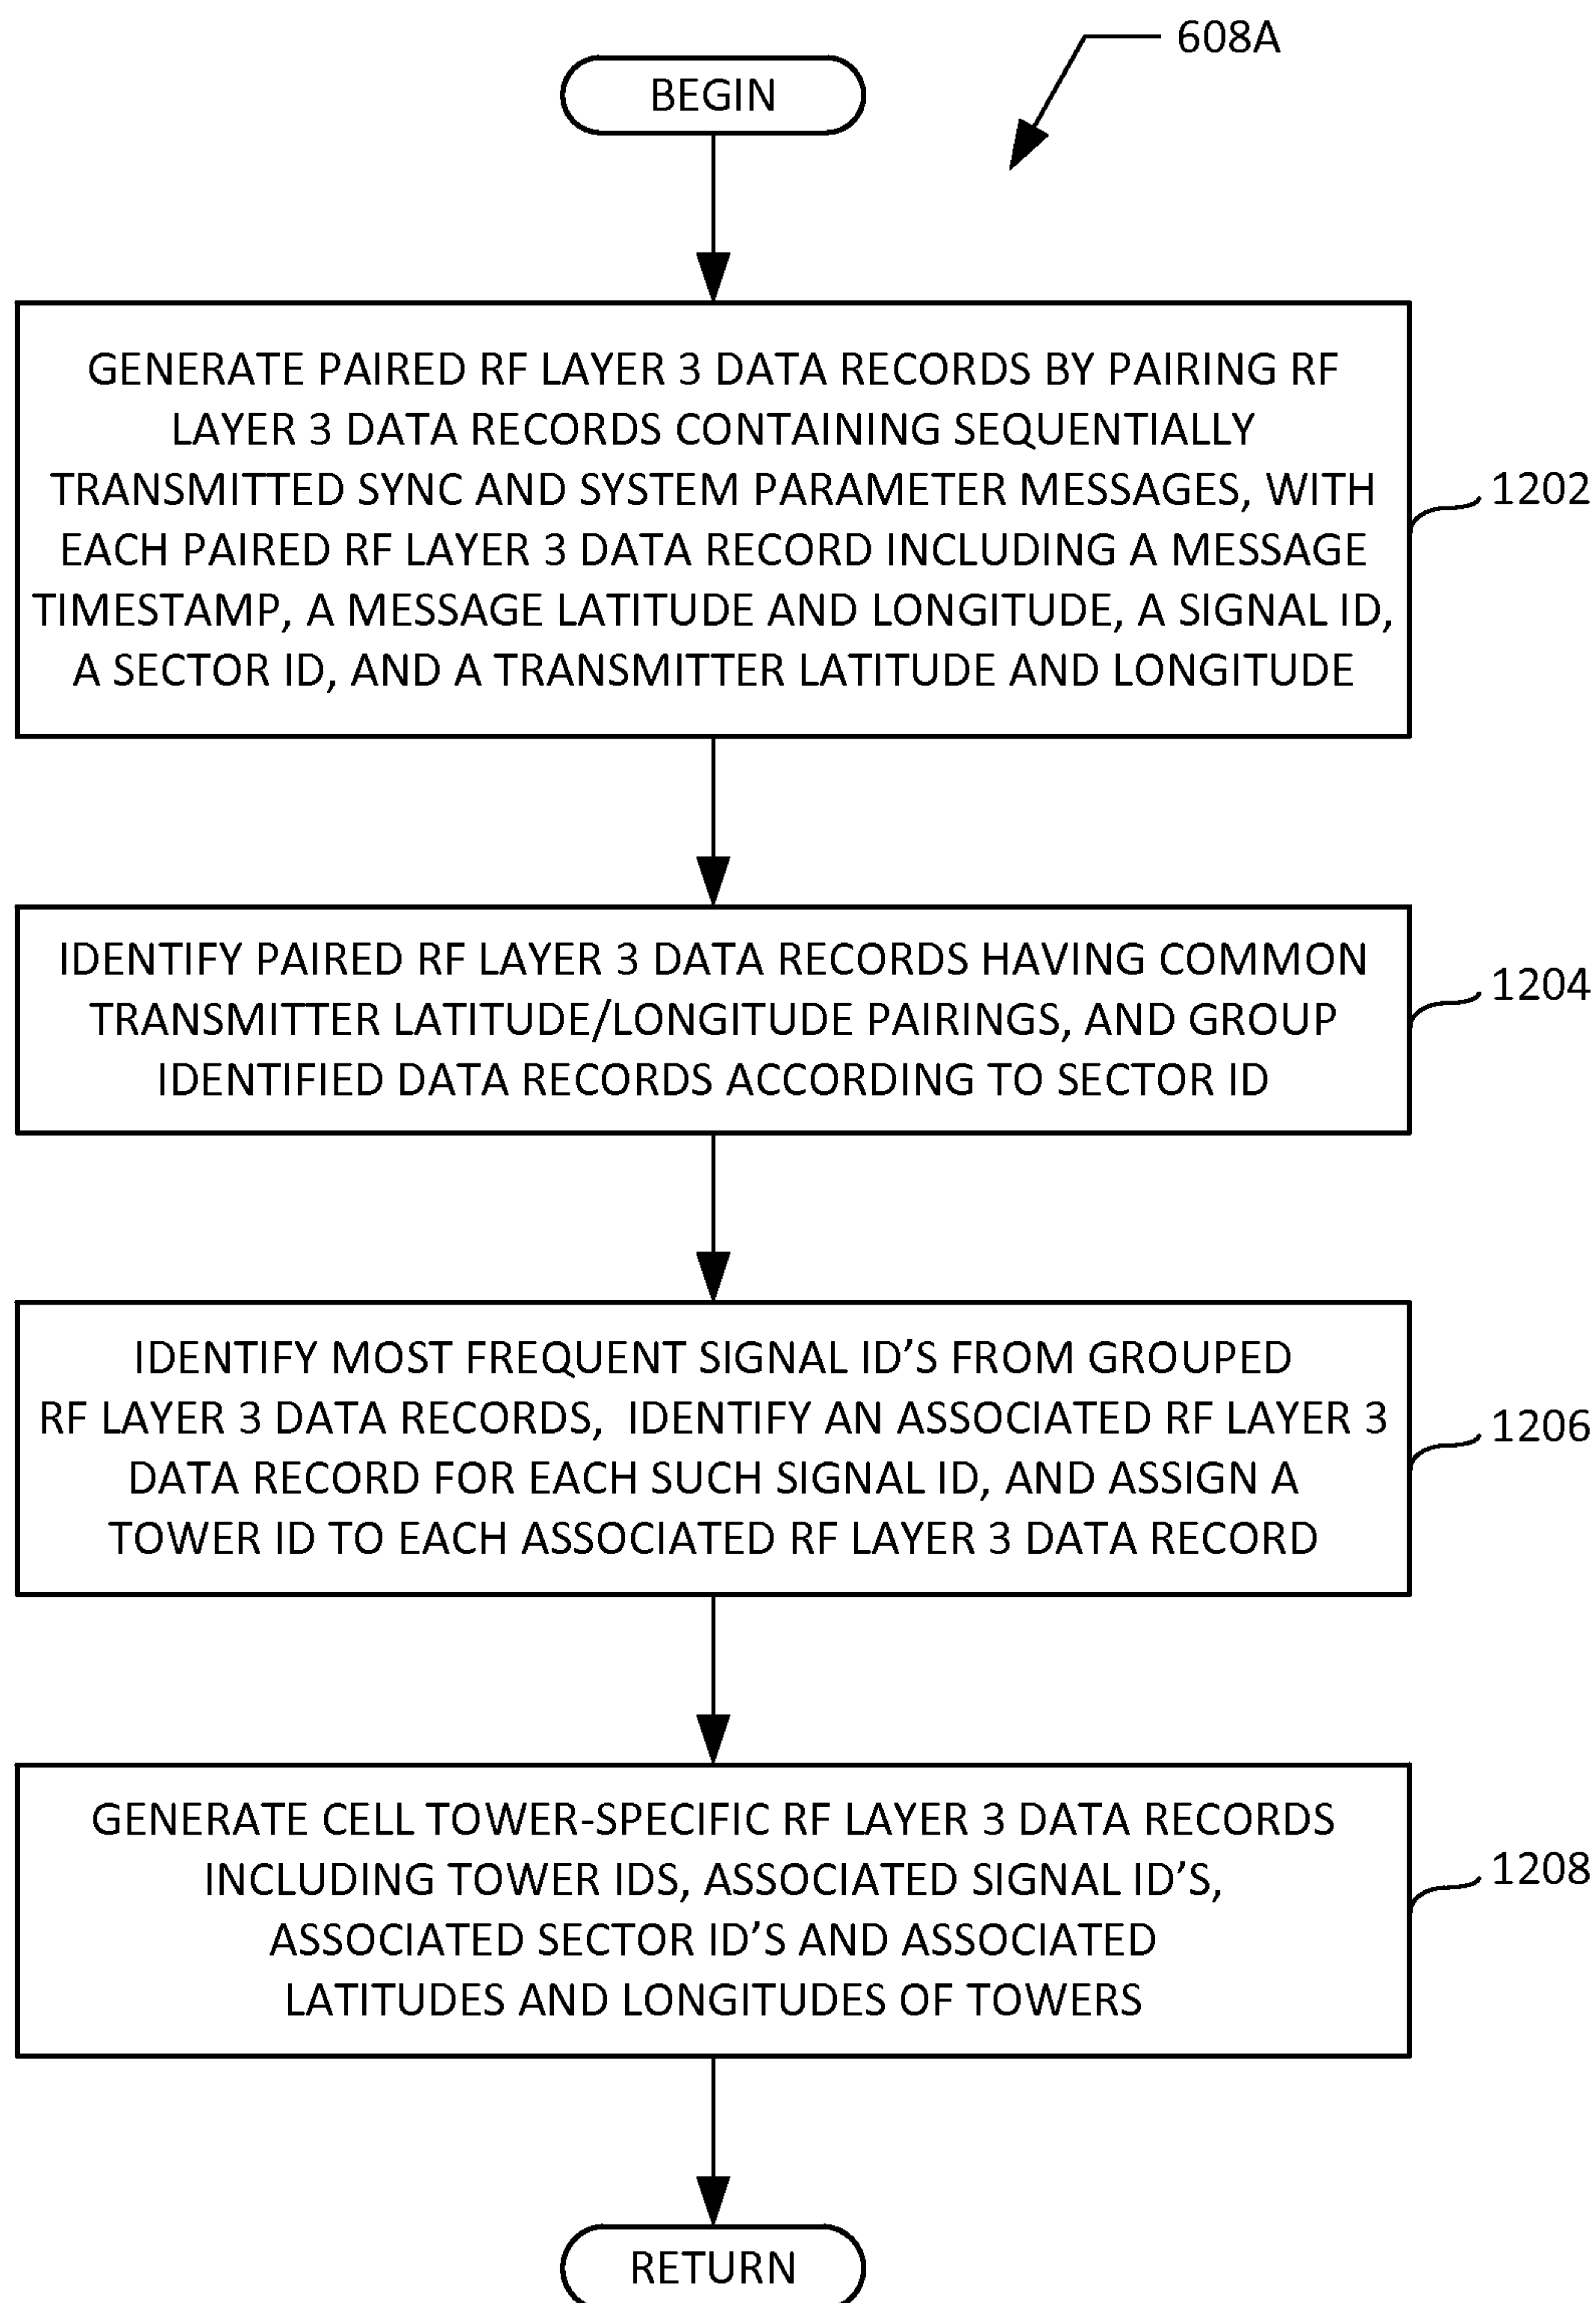 608A
BEGIN
GENERATE PAIRED RF LAYER 3 DATA RECORDS BY PAIRING RF
LAYER 3 DATA RECORDS CONTAINING SEQUENTIALLY
TRANSMITTED SYNC AND SYSTEM PARAMETER MESSAGES, WITH
EACH PAIRED RF LAYER 3 DATA RECORD INCLUDING A MESSAGE
TIMESTAMP, A MESSAGE LATITUDE AND LONGITUDE, A SIGNAL ID,
A SECTOR ID, AND A TRANSMITTER LATITUDE AND LONGITUDE
1202
IDENTIFY PAIRED RF LAYER 3 DATA RECORDS HAVING COMMON
TRANSMITTER LATITUDE/LONGITUDE PAIRINGS, AND GROUP
IDENTIFIED DATA RECORDS ACCORDING TO SECTOR ID
1204
IDENTIFY MOST FREQUENT SIGNAL ID’S FROM GROUPED
RF LAYER 3 DATA RECORDS, IDENTIFY AN ASSOCIATED RF LAYER 3
DATA RECORD FOR EACH SUCH SIGNAL ID, AND ASSIGN A
TOWER ID TO EACH ASSOCIATED RF LAYER 3 DATA RECORD
1206
GENERATE CELL TOWER-SPECIFIC RF LAYER 3 DATA RECORDS
INCLUDING TOWER IDS, ASSOCIATED SIGNAL ID’S,
ASSOCIATED SECTOR ID’S AND ASSOCIATED
LATITUDES AND LONGITUDES OF TOWERS
1208
RETURN